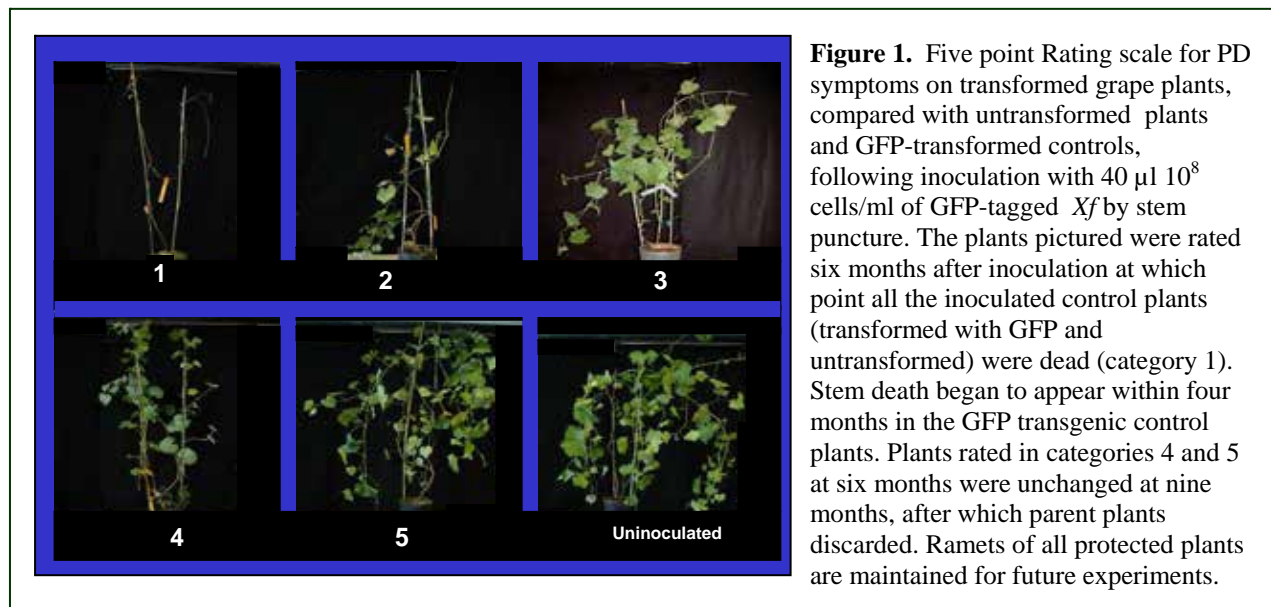 1
2
3
4
5
Uninoculated
Figure 1. Five point Rating scale for PD
symptoms on transformed grape plants,
compared with untransformed plants
and GFP-transformed controls,
following inoculation with 40 µl 10⁸
cells/ml of GFP-tagged Xf by stem
puncture. The plants pictured were rated
six months after inoculation at which
point all the inoculated control plants
(transformed with GFP and
untransformed) were dead (category 1).
Stem death began to appear within four
months in the GFP transgenic control
plants. Plants rated in categories 4 and 5
at six months were unchanged at nine
months, after which parent plants
discarded. Ramets of all protected plants
are maintained for future experiments.